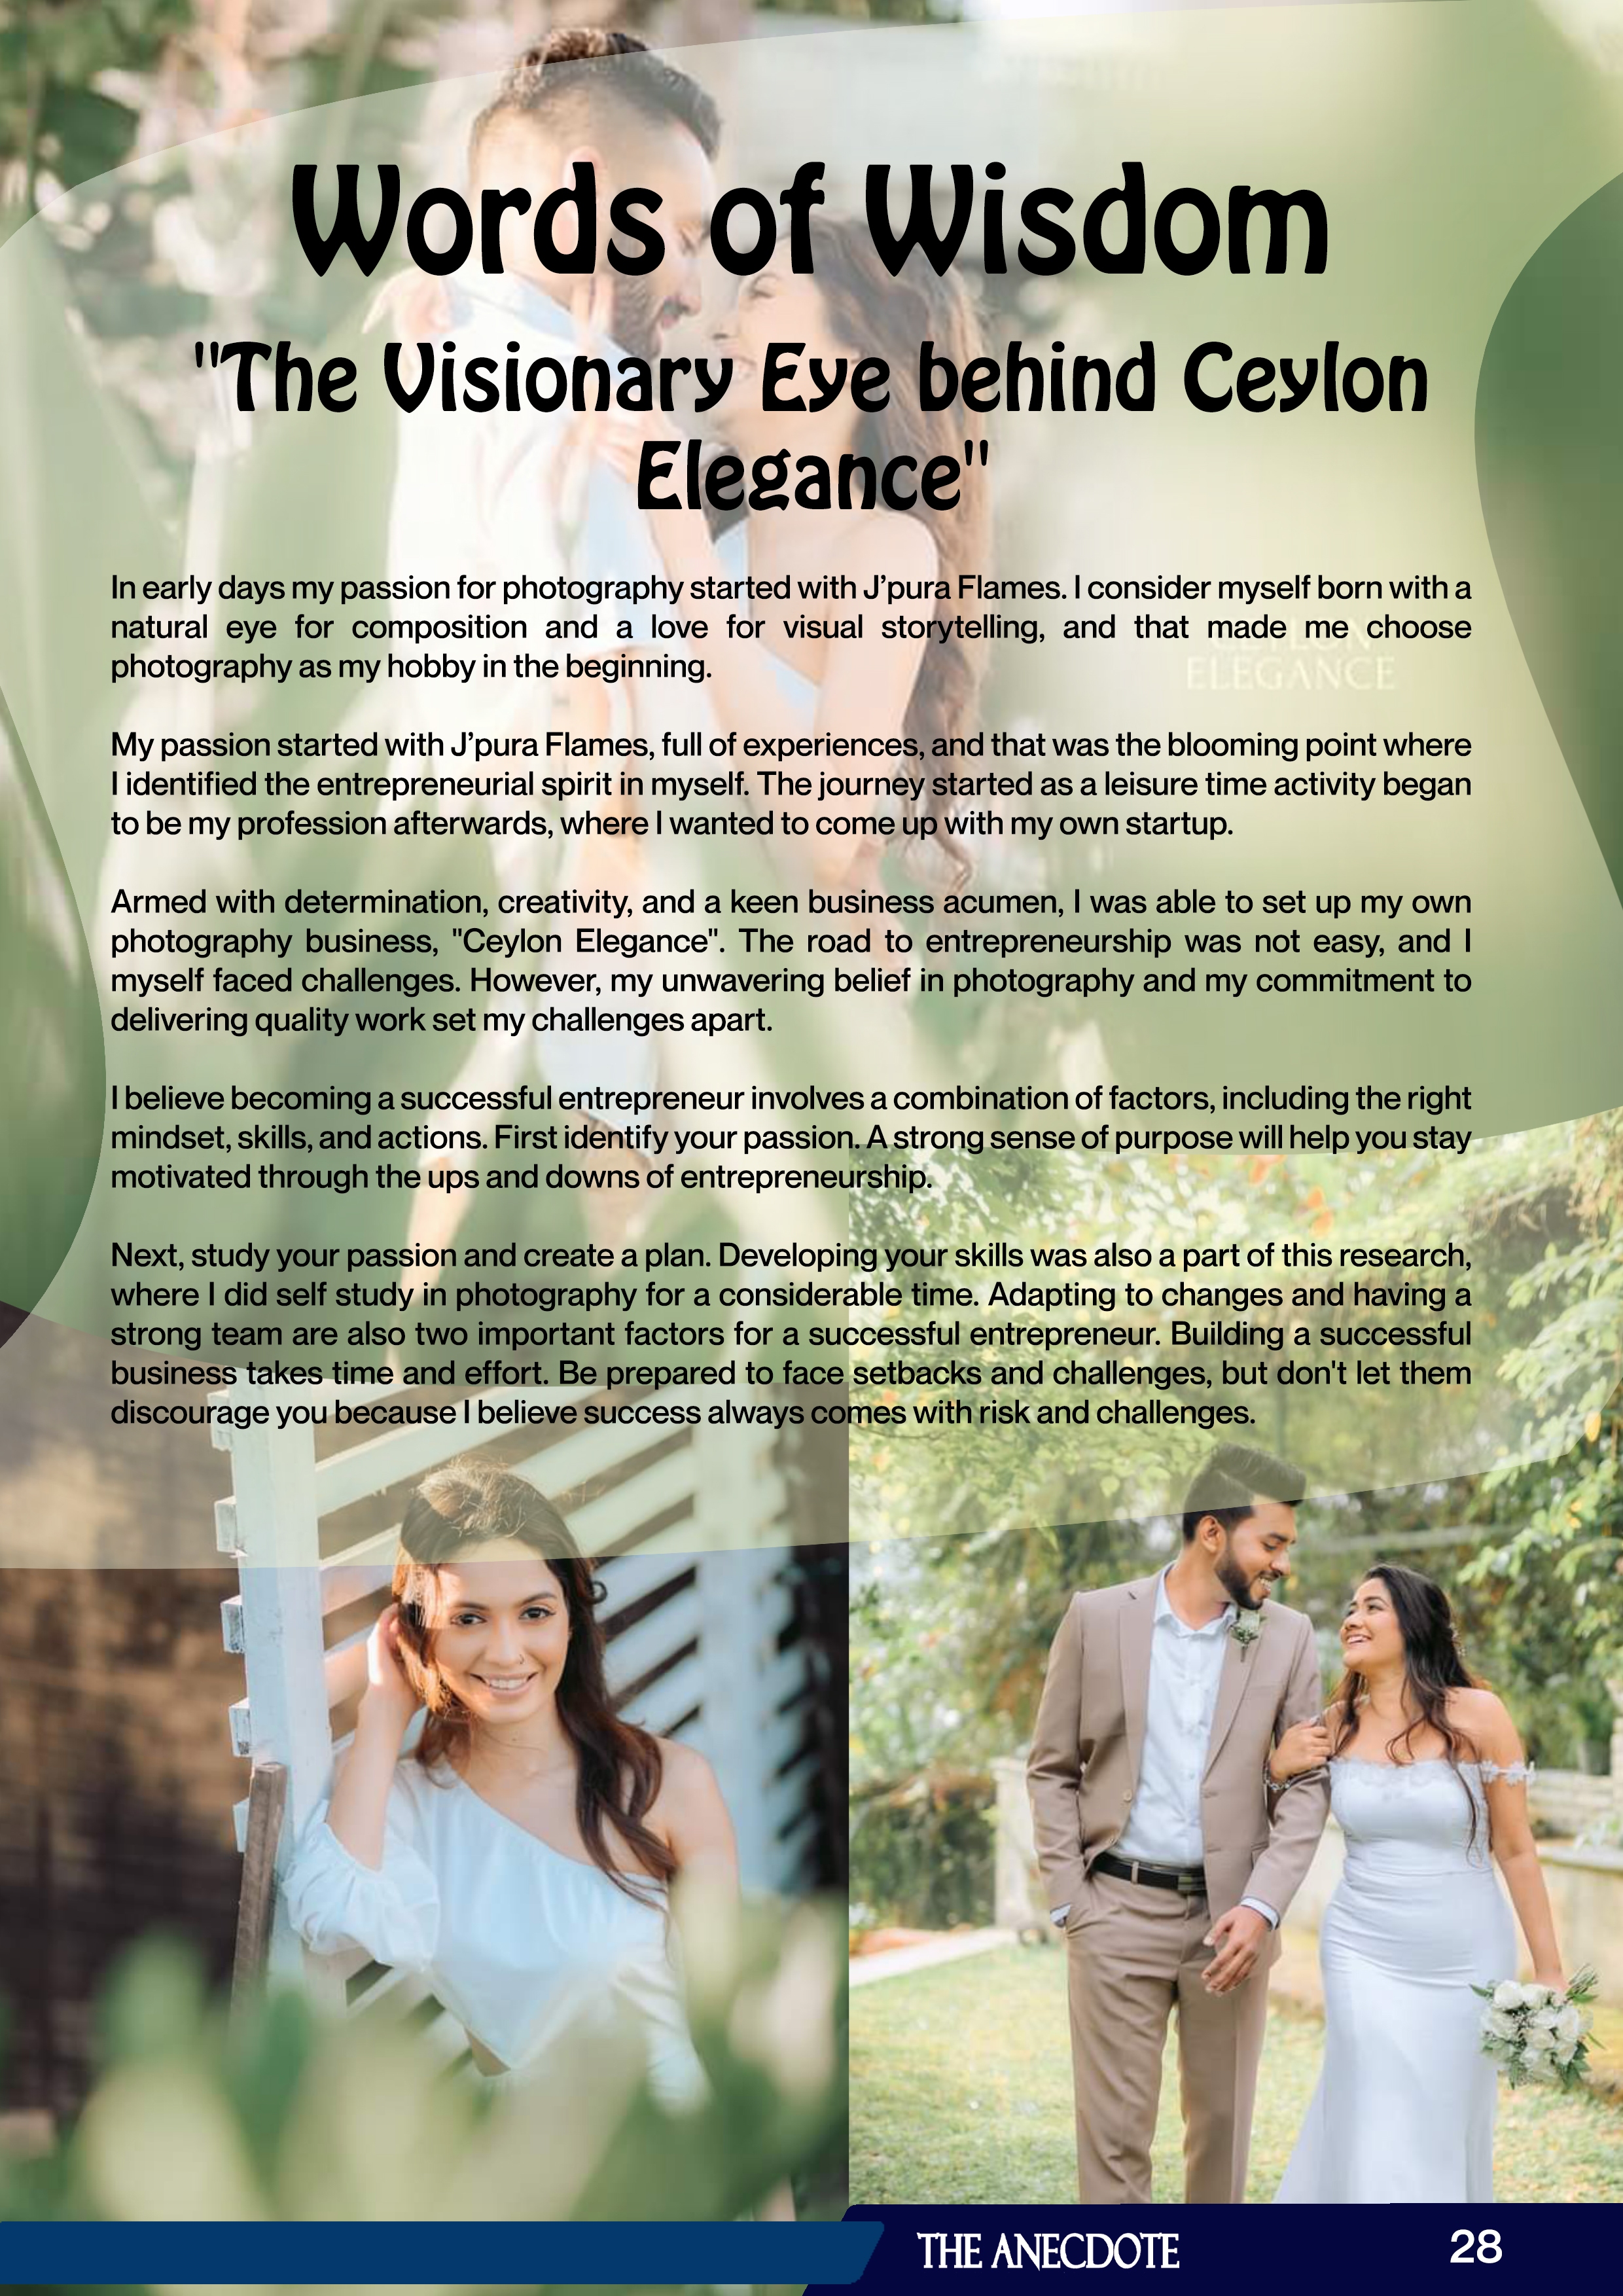 Words of Wisdom
"The Visionary Eye behind Ceylon
Elegance"
In early days my passion for photography started with J’pura Flames. I consider myself born with a
natural eye for composition and a love for visual storytelling, and that made me choose
photography as my hobby in the beginning.
CEYLON
ELEGANCE
My passion started with J’pura Flames, full of experiences, and that was the blooming point where
I identified the entrepreneurial spirit in myself. The journey started as a leisure time activity began
to be my profession afterwards, where I wanted to come up with my own startup.
Armed with determination, creativity, and a keen business acumen, I was able to set up my own
photography business, "Ceylon Elegance". The road to entrepreneurship was not easy, and I
myself faced challenges. However, my unwavering belief in photography and my commitment to
delivering quality work set my challenges apart.
I believe becoming a successful entrepreneur involves a combination of factors, including the right
mindset, skills, and actions. First identify your passion. A strong sense of purpose will help you stay
motivated through the ups and downs of entrepreneurship.
Next, study your passion and create a plan. Developing your skills was also a part of this research,
where I did self study in photography for a considerable time. Adapting to changes and having a
strong team are also two important factors for a successful entrepreneur. Building a successful
business takes time and effort. Be prepared to face setbacks and challenges, but don't let them
discourage you because I believe success always comes with risk and challenges.
THE ANECDOTE
28